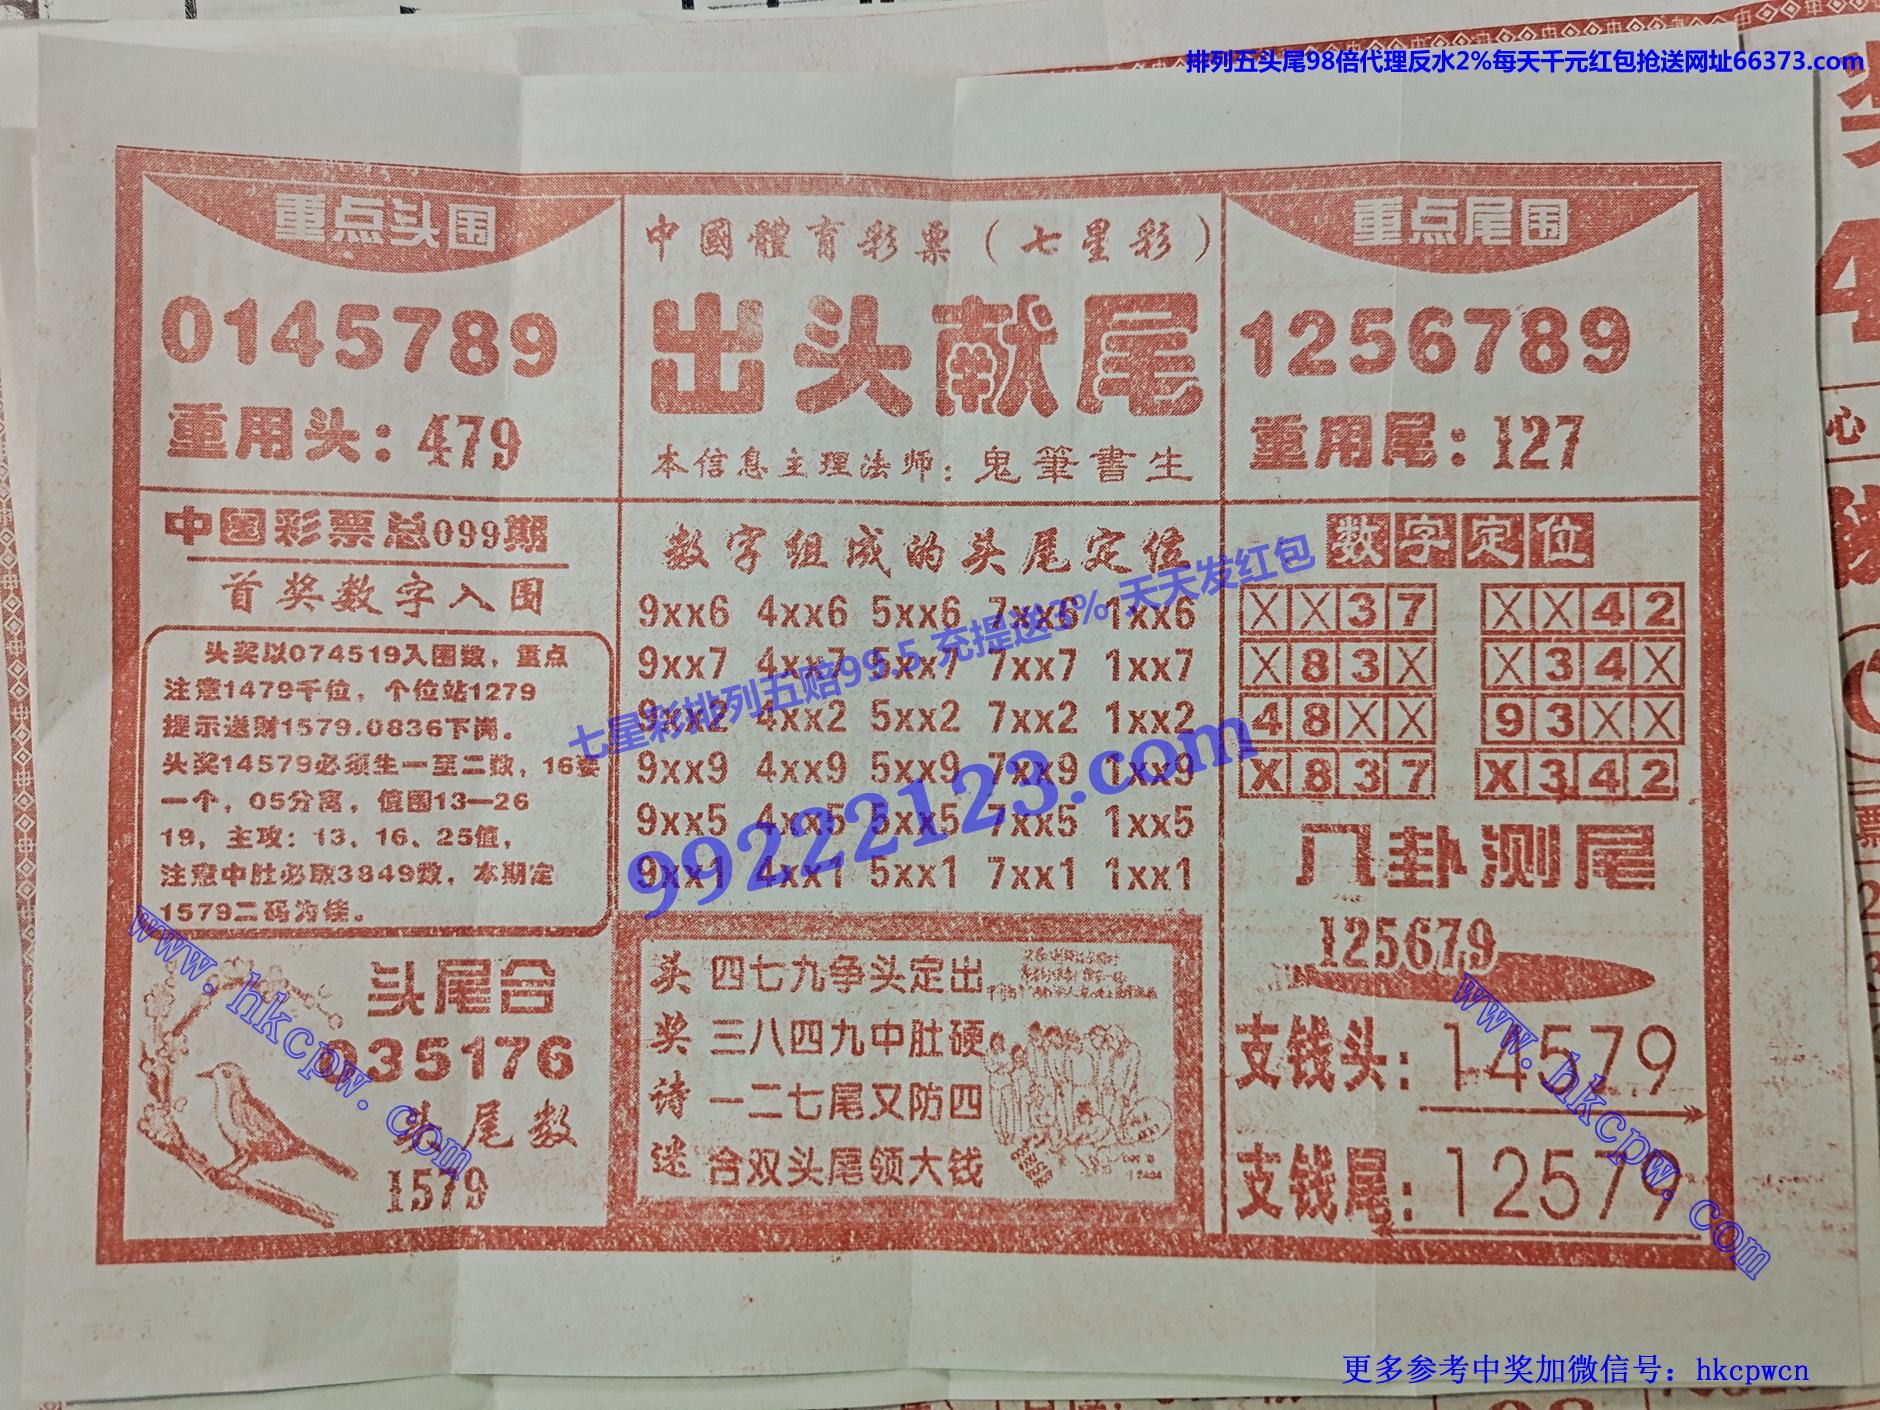 排列五头尾98倍代理反水2%每天千元红包抢送网址66373.com
重点头围
0145789
重用头：479
中國體育彩票（七星彩）
出头献尾
本信息主理法师：鬼筆書生
重点尾围
1256789
重用尾：127
中国彩票总099期
首奖数字入围
头奖以074519入围数，重点
注意1479千位，个位站1279
提示送财1579.0836下岗。
头奖14579必须生一至二数，16要
一个，05分离，值围13—26
19，主攻：13、16、25值，
注意中肚必取3849数，本期定
1579二码为佳。
头尾合
035176
头尾数
1579
数字组成的头尾定位
9xx6 4xx6 5xx6 7xx6 1xx6
9xx7 4xx7 5xx7 7xx7 1xx7
9xx2 4xx2 5xx2 7xx2 1xx2
9xx9 4xx9 5xx9 7xx9 1xx9
9xx5 4xx5 5xx5 7xx5 1xx5
9xx1 4xx1 5xx1 7xx1 1xx1
头奖诗迷
四七九争头定出
三八四九中肚硬
一二七尾又防四
合双头尾领大钱
数字定位
XX37 XX42
X83X X34X
48XX 93XX
X837 X342
八卦测尾
125679
支钱头：14579
支钱尾：12579
七星彩排列五赔99.5 充提送3% 天天发红包
99222123.com
www.hkcpw.com
www.hkcpw.com
更多参考中奖加微信号：hkcpwcn